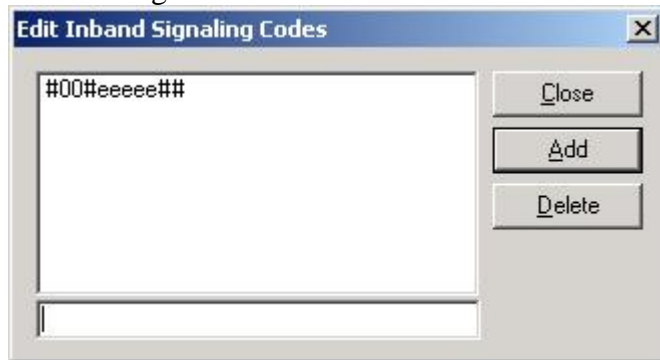 Edit Inband Signaling Codes
#00#eeeee##
Close
Add
Delete